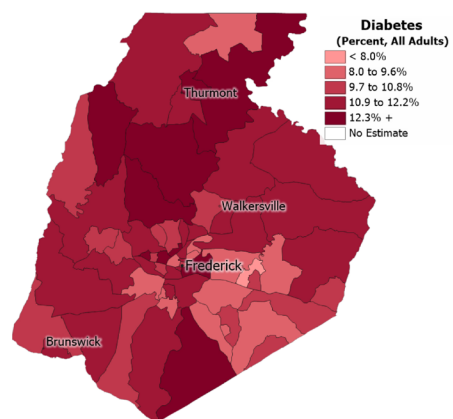 Diabetes
(Percent, All Adults)
< 8.0%
8.0 to 9.6%
9.7 to 10.8%
10.9 to 12.2%
12.3% +
No Estimate
Thurmont
Walkersville
Frederick
Brunswick